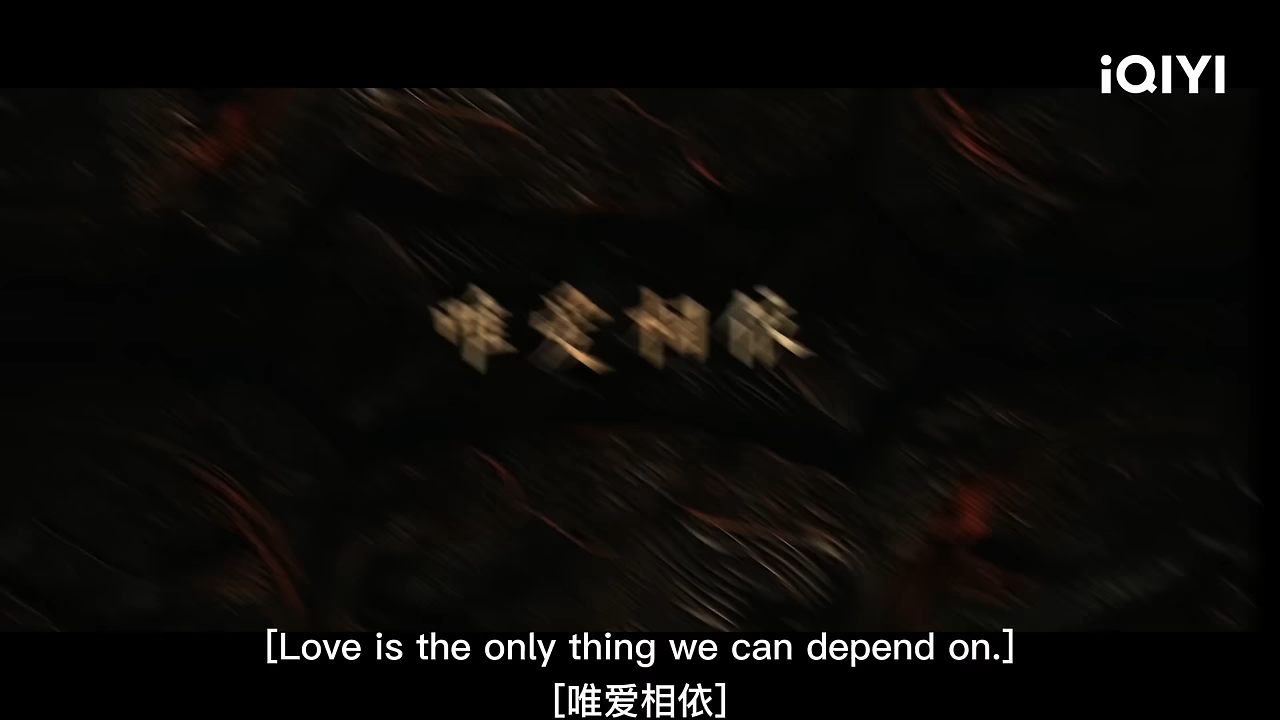 iQIYI
唯爱相依
[Love is the only thing we can depend on.]
[唯爱相依]